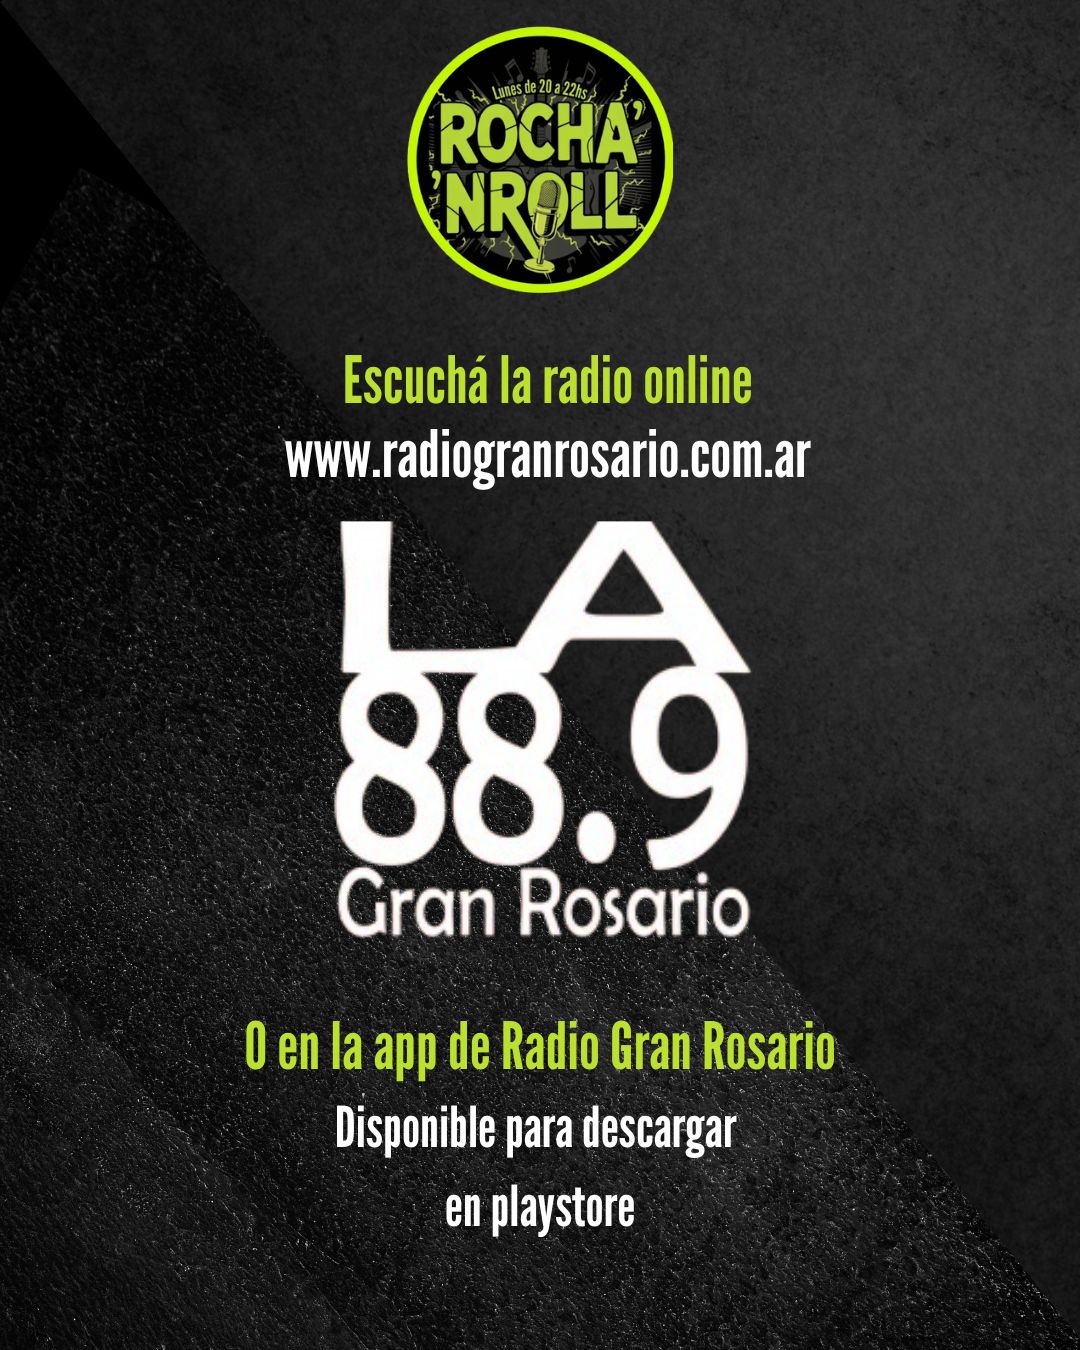 Lunes de 20 a 22hs
ROCHA'
'NROLL
Escuchá la radio online
www.radiogranrosario.com.ar
LA
88.9
Gran Rosario
O en la app de Radio Gran Rosario
Disponible para descargar
en playstore